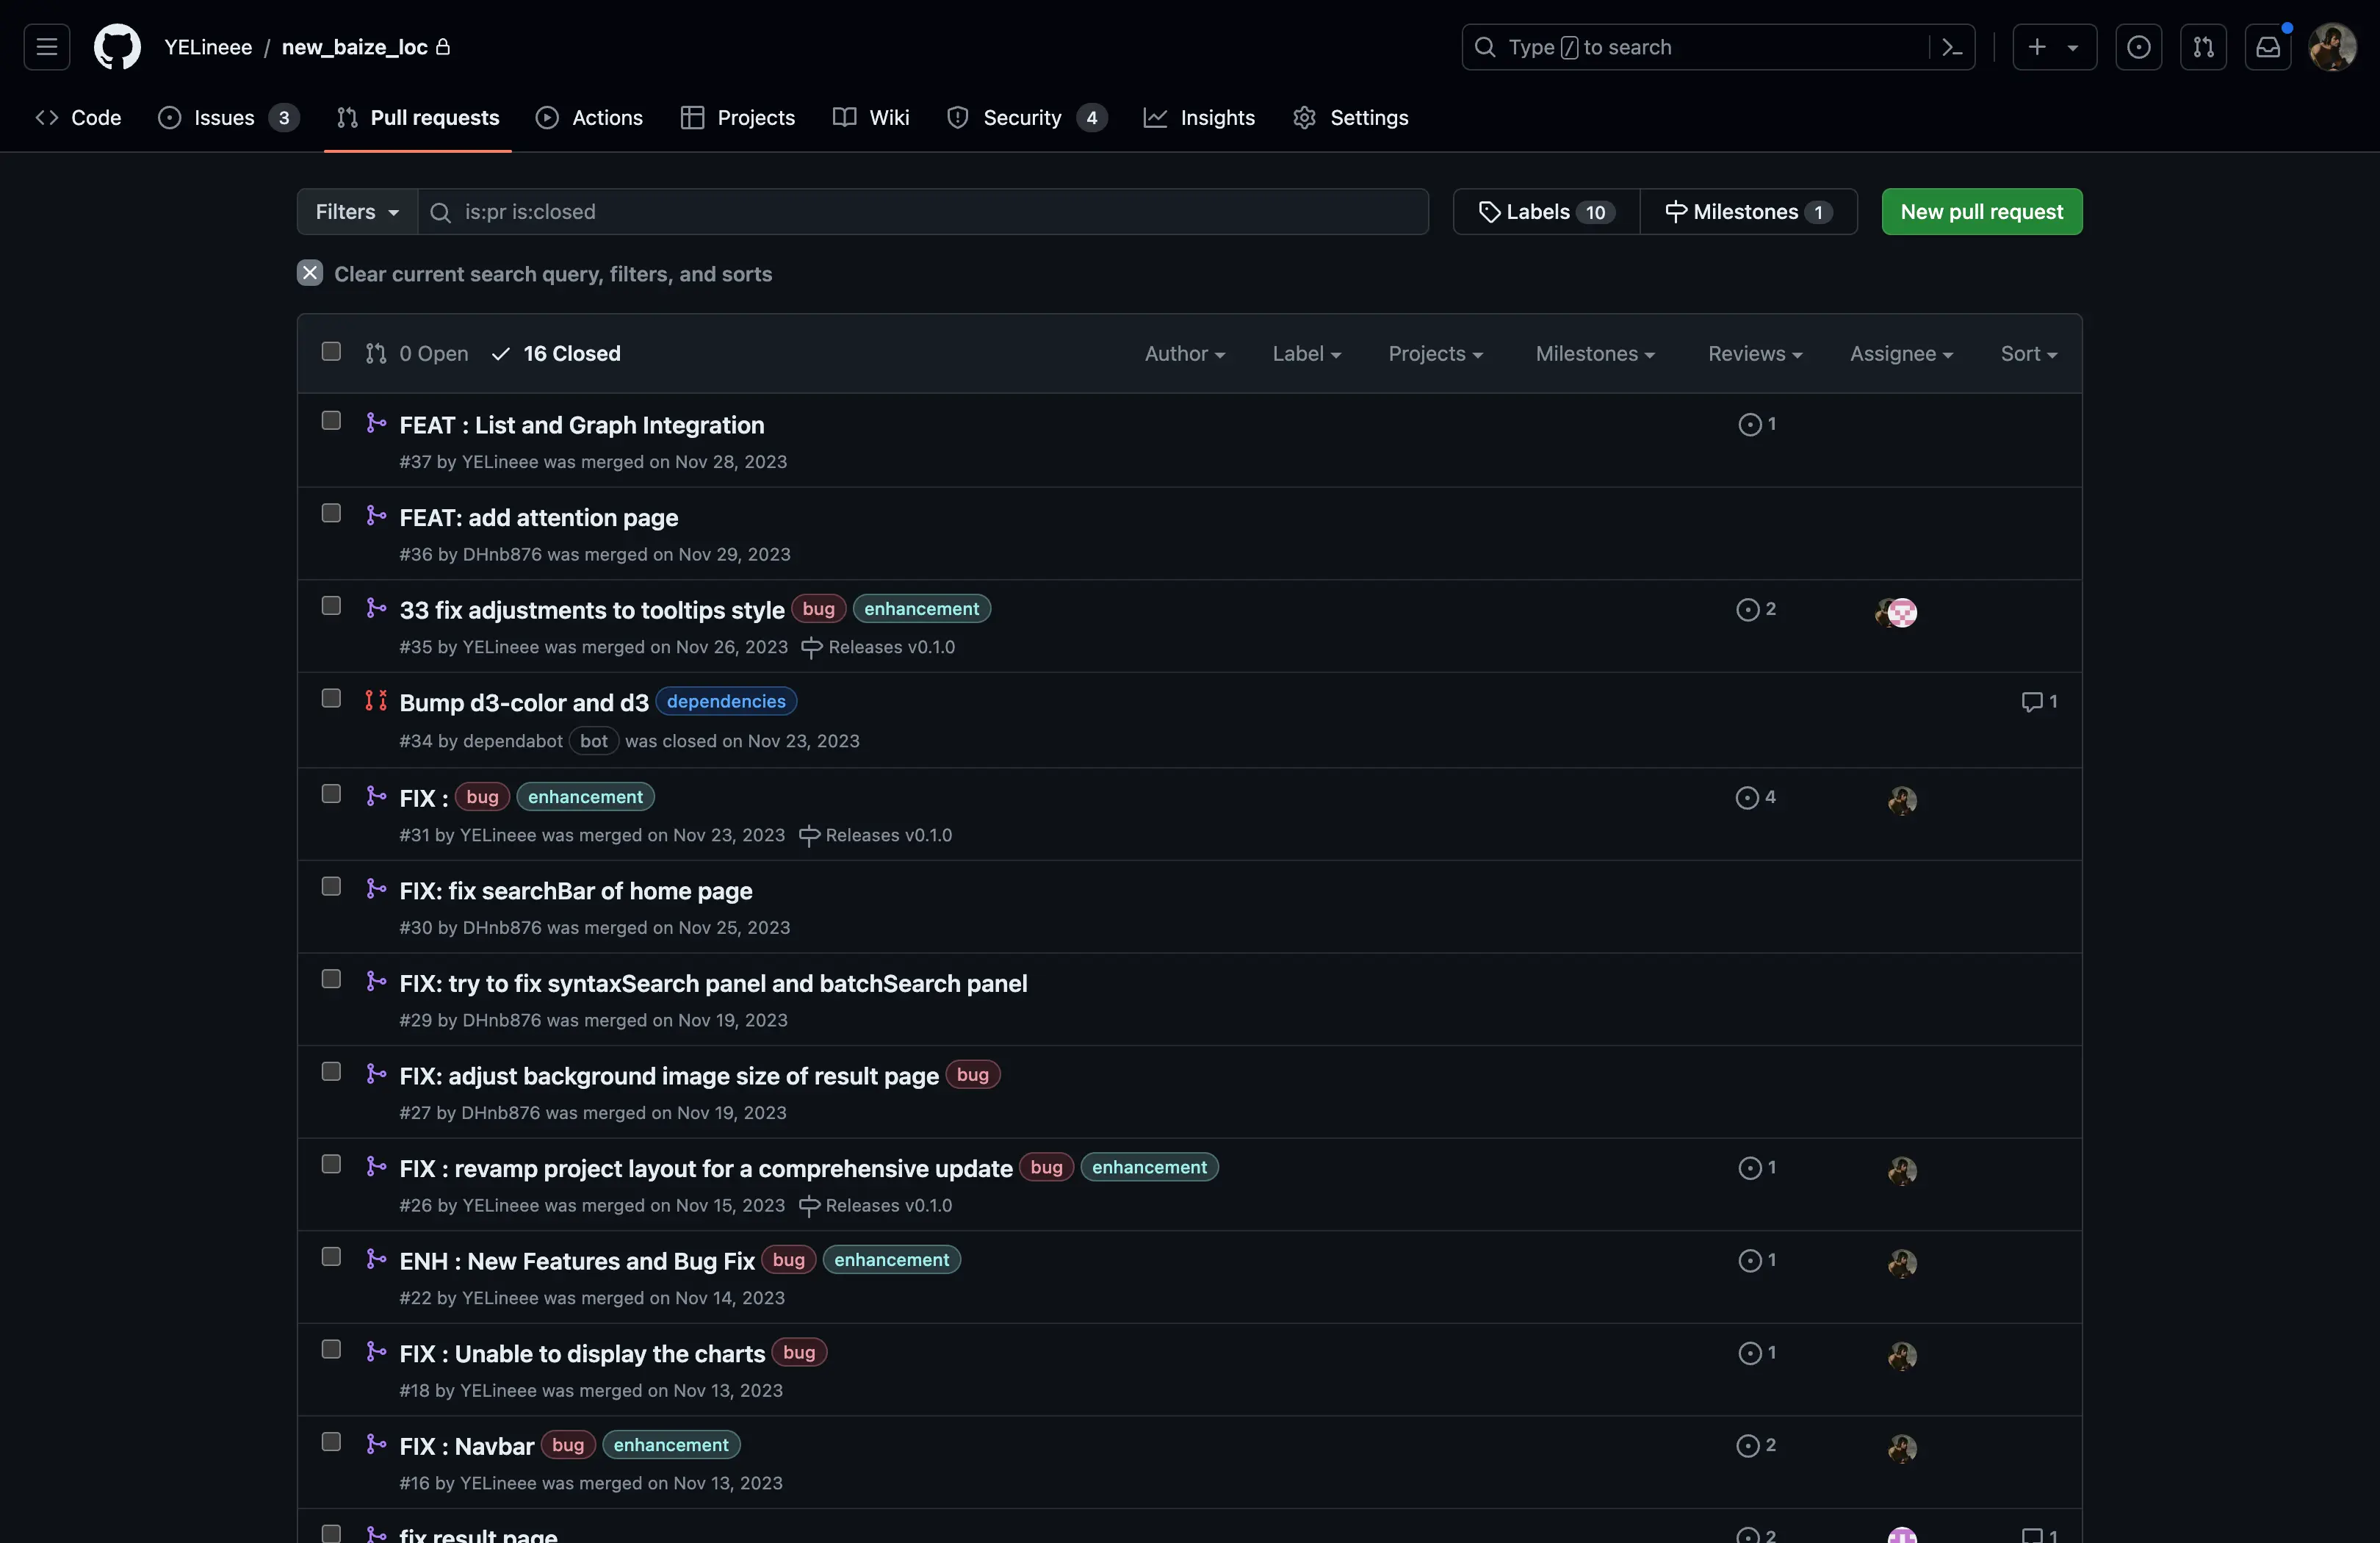 YELineee / new_baize_loc
Type / to search
Code
Issues 3
Pull requests
Actions
Projects
Wiki
Security 4
Insights
Settings
Filters
is:pr is:closed
Labels 10
Milestones 1
New pull request
Clear current search query, filters, and sorts
0 Open
16 Closed
Author
Label
Projects
Milestones
Reviews
Assignee
Sort
FEAT : List and Graph Integration
1
#37 by YELineee was merged on Nov 28, 2023
FEAT: add attention page
#36 by DHnb876 was merged on Nov 29, 2023
33 fix adjustments to tooltips style bug enhancement
2
#35 by YELineee was merged on Nov 26, 2023 Releases v0.1.0
Bump d3-color and d3 dependencies
1
#34 by dependabot bot was closed on Nov 23, 2023
FIX : bug enhancement
4
#31 by YELineee was merged on Nov 23, 2023 Releases v0.1.0
FIX: fix searchBar of home page
#30 by DHnb876 was merged on Nov 25, 2023
FIX: try to fix syntaxSearch panel and batchSearch panel
#29 by DHnb876 was merged on Nov 19, 2023
FIX: adjust background image size of result page bug
#27 by DHnb876 was merged on Nov 19, 2023
FIX : revamp project layout for a comprehensive update bug enhancement
1
#26 by YELineee was merged on Nov 15, 2023 Releases v0.1.0
ENH : New Features and Bug Fix bug enhancement
1
#22 by YELineee was merged on Nov 14, 2023
FIX : Unable to display the charts bug
1
#18 by YELineee was merged on Nov 13, 2023
FIX : Navbar bug enhancement
2
#16 by YELineee was merged on Nov 13, 2023
fix result page
2
1